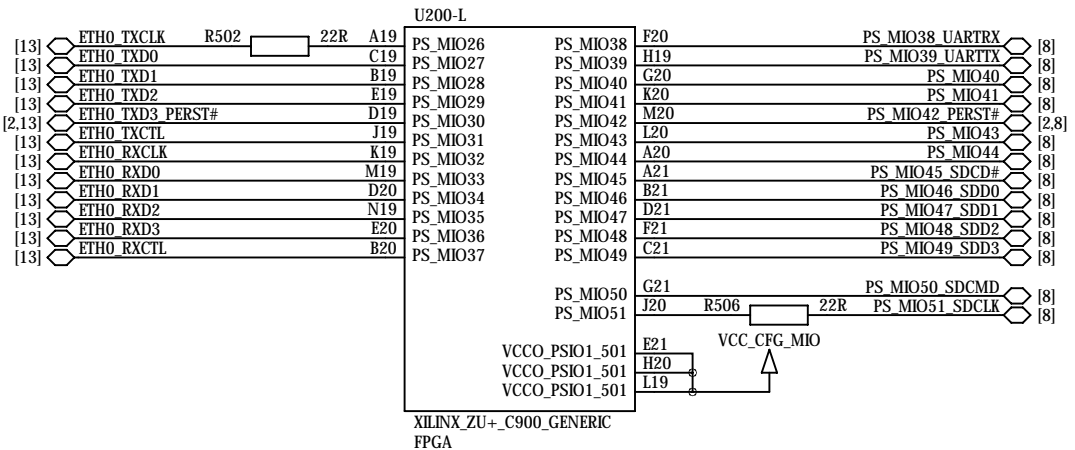 U200-L
[13] ETH0_TXCLK R502 22R A19 PS_MIO26 PS_MIO38 F20 PS_MIO38_UARTRX [8]
[13] ETH0_TXD0 C19 PS_MIO27 PS_MIO39 H19 PS_MIO39_UARTTX [8]
[13] ETH0_TXD1 B19 PS_MIO28 PS_MIO40 G20 PS_MIO40 [8]
[13] ETH0_TXD2 E19 PS_MIO29 PS_MIO41 K20 PS_MIO41 [8]
[2,13] ETH0_TXD3_PERST# D19 PS_MIO30 PS_MIO42 M20 PS_MIO42_PERST# [2,8]
[13] ETH0_TXCTL J19 PS_MIO31 PS_MIO43 L20 PS_MIO43 [8]
[13] ETH0_RXCLK K19 PS_MIO32 PS_MIO44 A20 PS_MIO44 [8]
[13] ETH0_RXD0 M19 PS_MIO33 PS_MIO45 A21 PS_MIO45_SDCD# [8]
[13] ETH0_RXD1 D20 PS_MIO34 PS_MIO46 B21 PS_MIO46_SDD0 [8]
[13] ETH0_RXD2 N19 PS_MIO35 PS_MIO47 D21 PS_MIO47_SDD1 [8]
[13] ETH0_RXD3 E20 PS_MIO36 PS_MIO48 F21 PS_MIO48_SDD2 [8]
[13] ETH0_RXCTL B20 PS_MIO37 PS_MIO49 C21 PS_MIO49_SDD3 [8]
PS_MIO50 G21 PS_MIO50_SDCMD [8]
PS_MIO51 J20 R506 22R PS_MIO51_SDCLK [8]
VCC_CFG_MIO
VCCO_PSIO1_501 E21
VCCO_PSIO1_501 H20
VCCO_PSIO1_501 L19
XILINX_ZU+_C900_GENERIC
FPGA